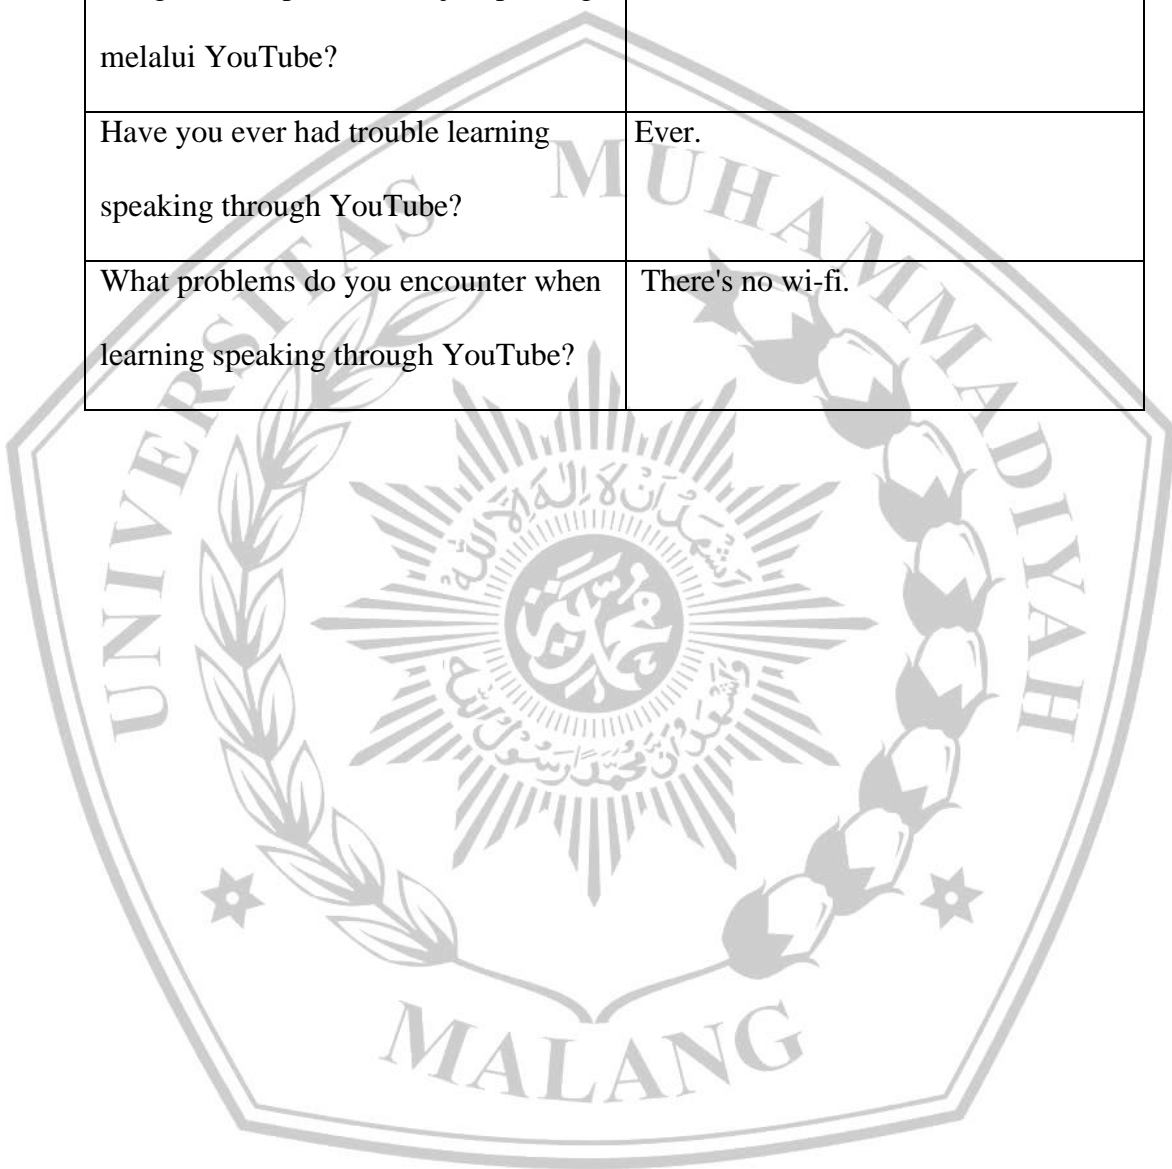 melalui YouTube?
Have you ever had trouble learning
Ever.
speaking through YouTube?
What problems do you encounter when
There's no wi-fi.
learning speaking through YouTube?
UNIVERSITAS MUHAMMADIYAH
MALANG